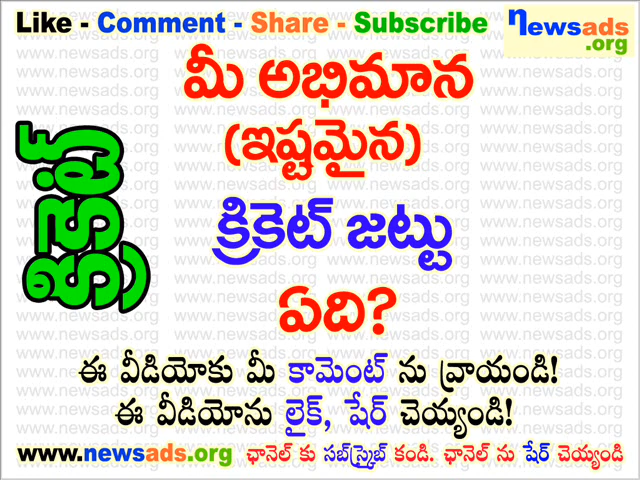 Like - Comment - Share - Subscribe
newsads
.org
మీ అభిమాన
(ఇష్టమైన)
క్రికెట్ జట్టు
ఏది?
క్రికెట్
ఈ వీడియోకు మీ కామెంట్ ను వ్రాయండి!
ఈ వీడియోను లైక్, షేర్ చెయ్యండి!
www.newsads.org ఛానెల్ కు సబ్‌స్క్రైబ్ కండి. ఛానెల్ ను షేర్ చెయ్యండి